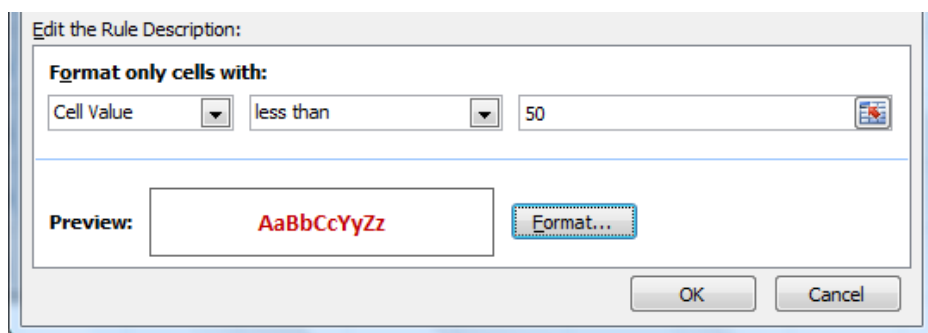 Edit the Rule Description:
Format only cells with:
Cell Value less than 50
Preview: AaBbCcYyZz Format...
OK Cancel